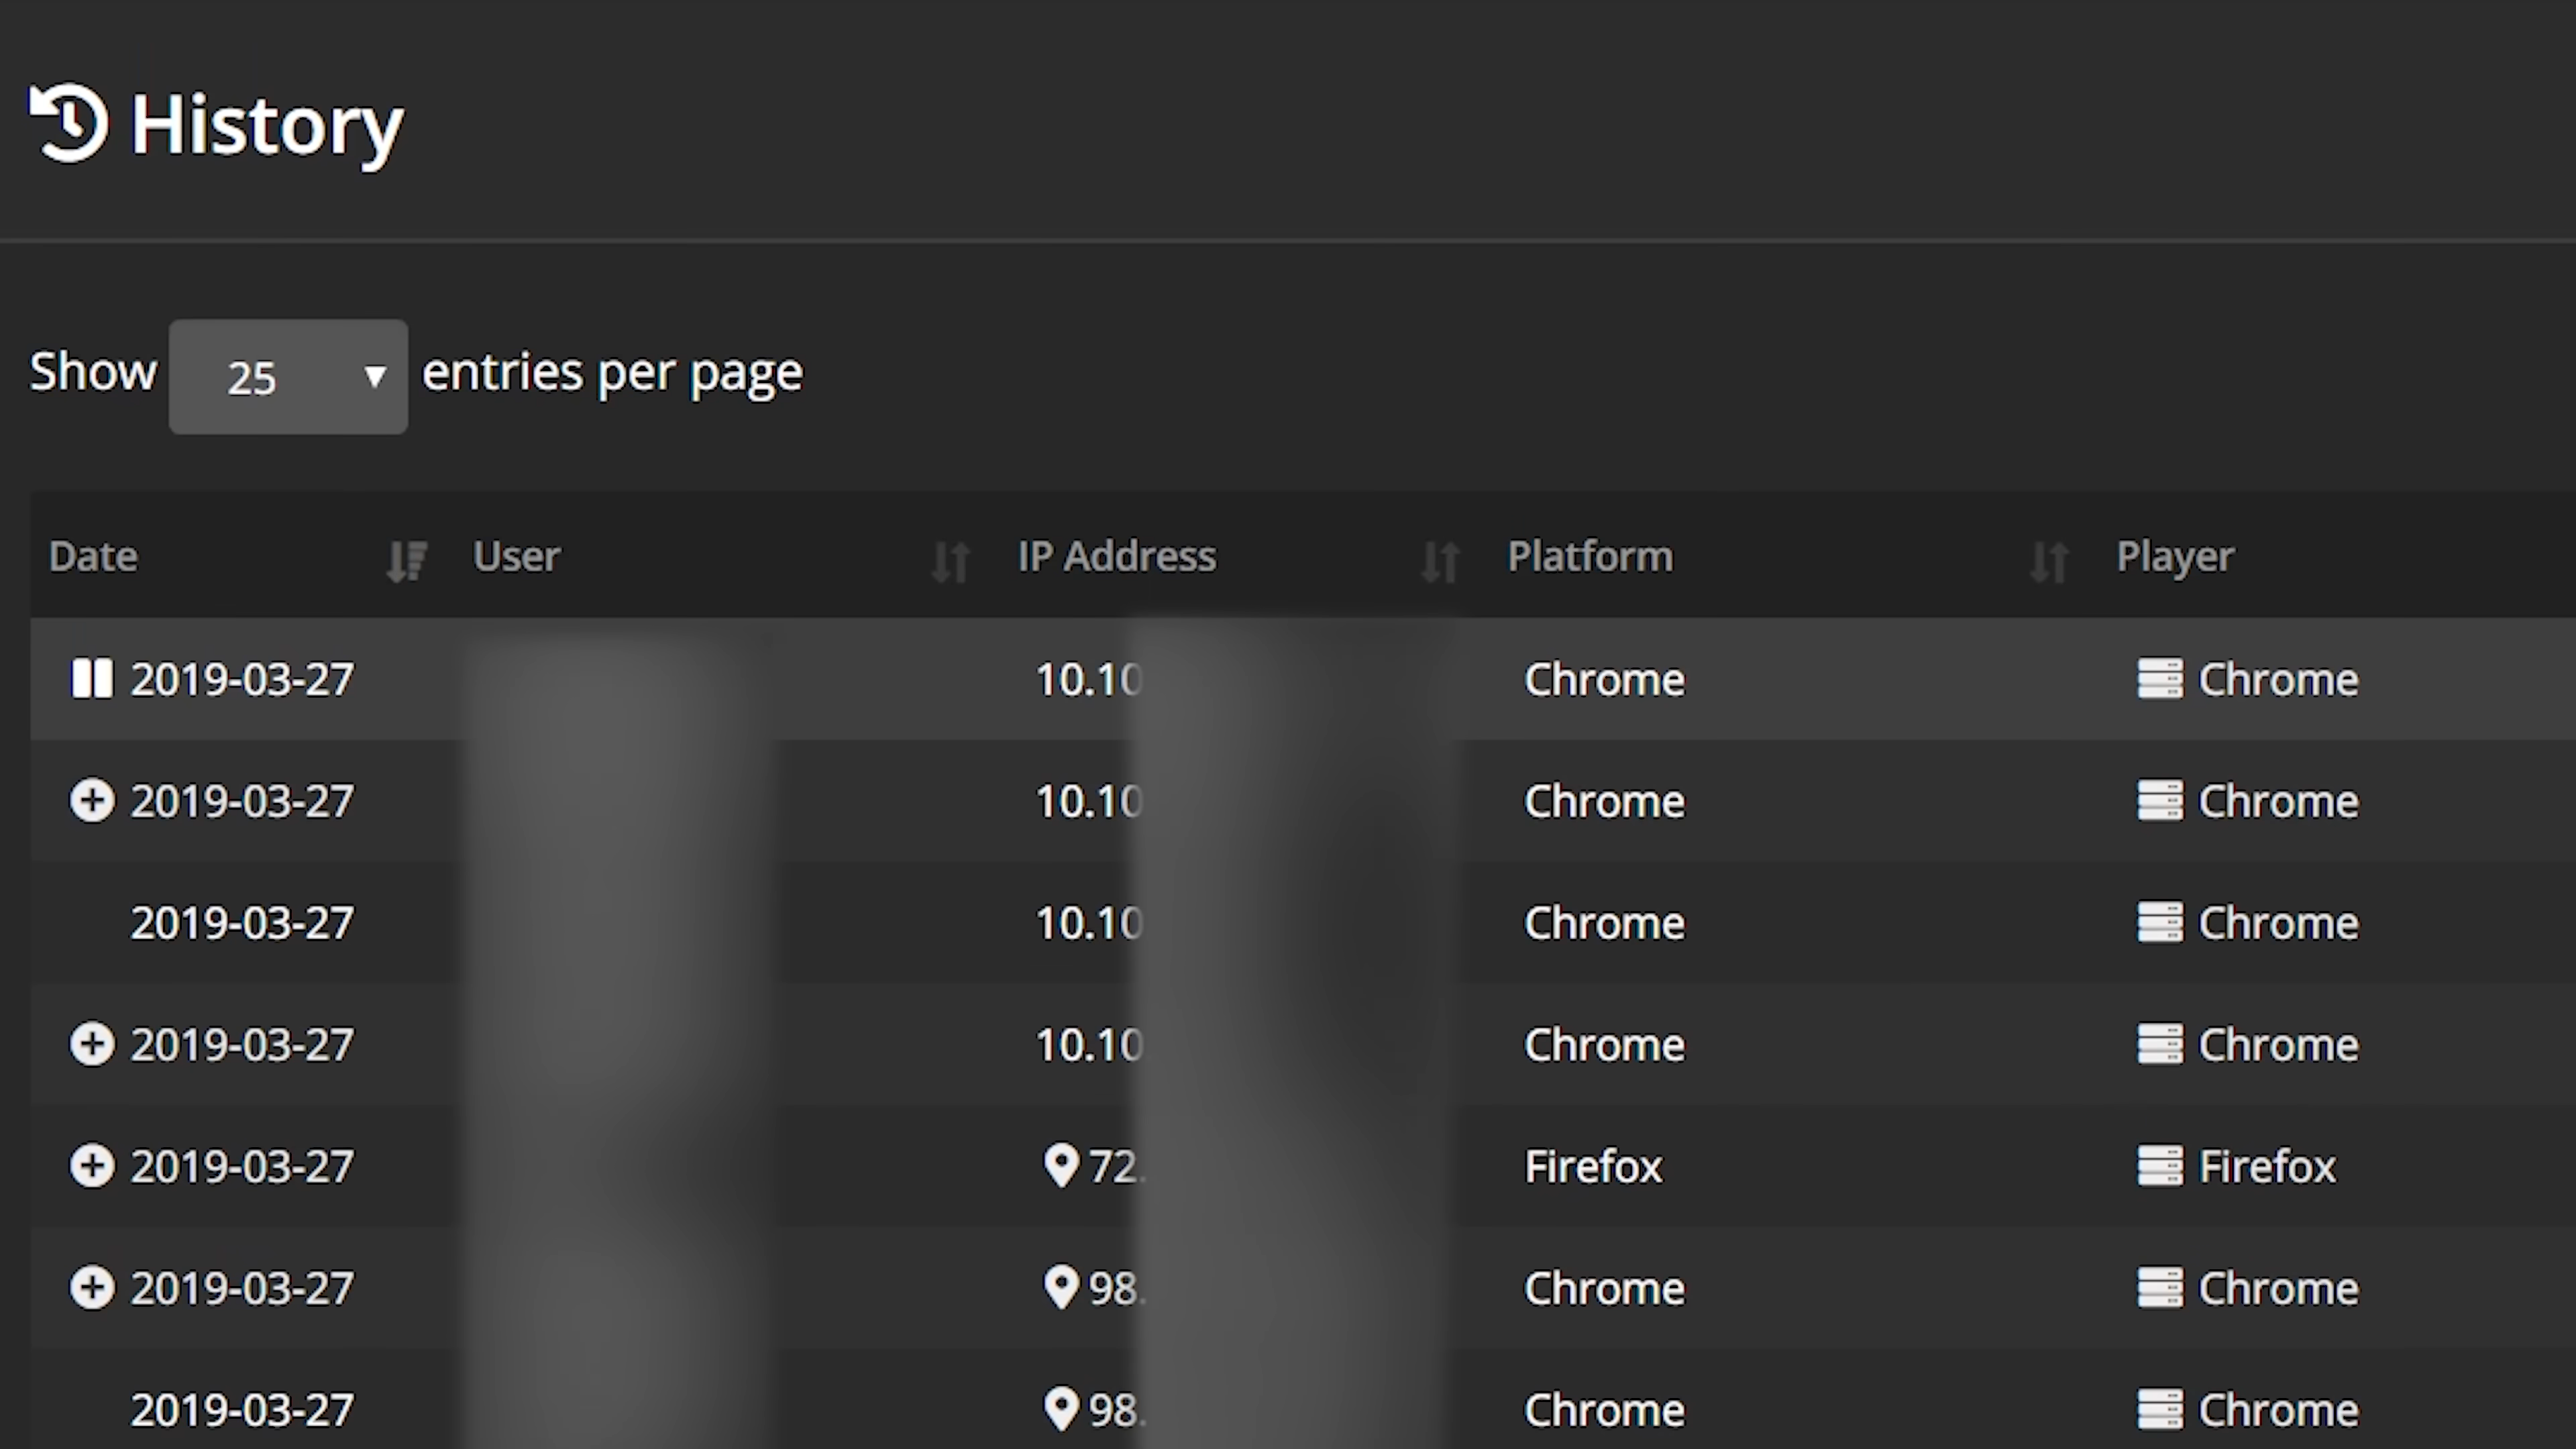 History
Show 25 entries per page
Date User IP Address Platform Player
2019-03-27 10.10 Chrome Chrome
2019-03-27 10.10 Chrome Chrome
2019-03-27 10.10 Chrome Chrome
2019-03-27 10.10 Chrome Chrome
2019-03-27 72. Firefox Firefox
2019-03-27 98. Chrome Chrome
2019-03-27 98. Chrome Chrome